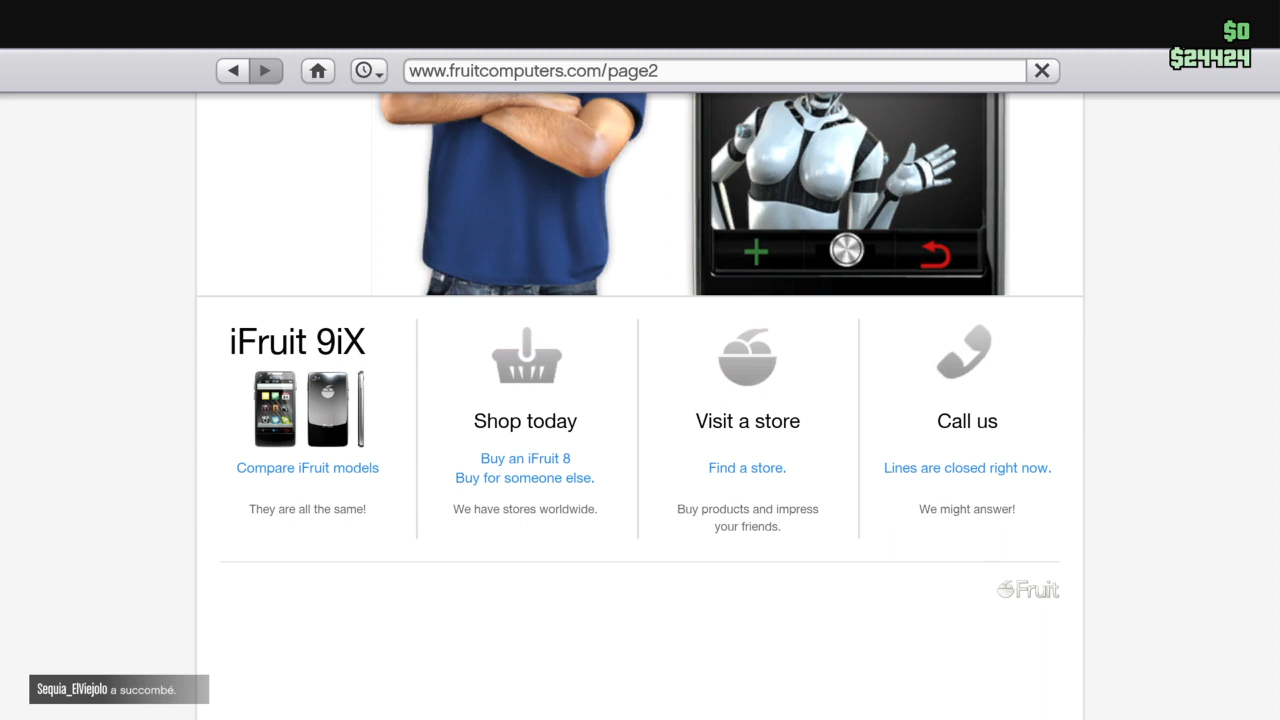 $0
$24424
www.fruitcomputers.com/page2
iFruit 9iX
Compare iFruit models
They are all the same!
Shop today
Buy an iFruit 8
Buy for someone else.
We have stores worldwide.
Visit a store
Find a store.
Buy products and impress
your friends.
Call us
Lines are closed right now.
We might answer!
Fruit
Sequia_ElViejolo a succombé.